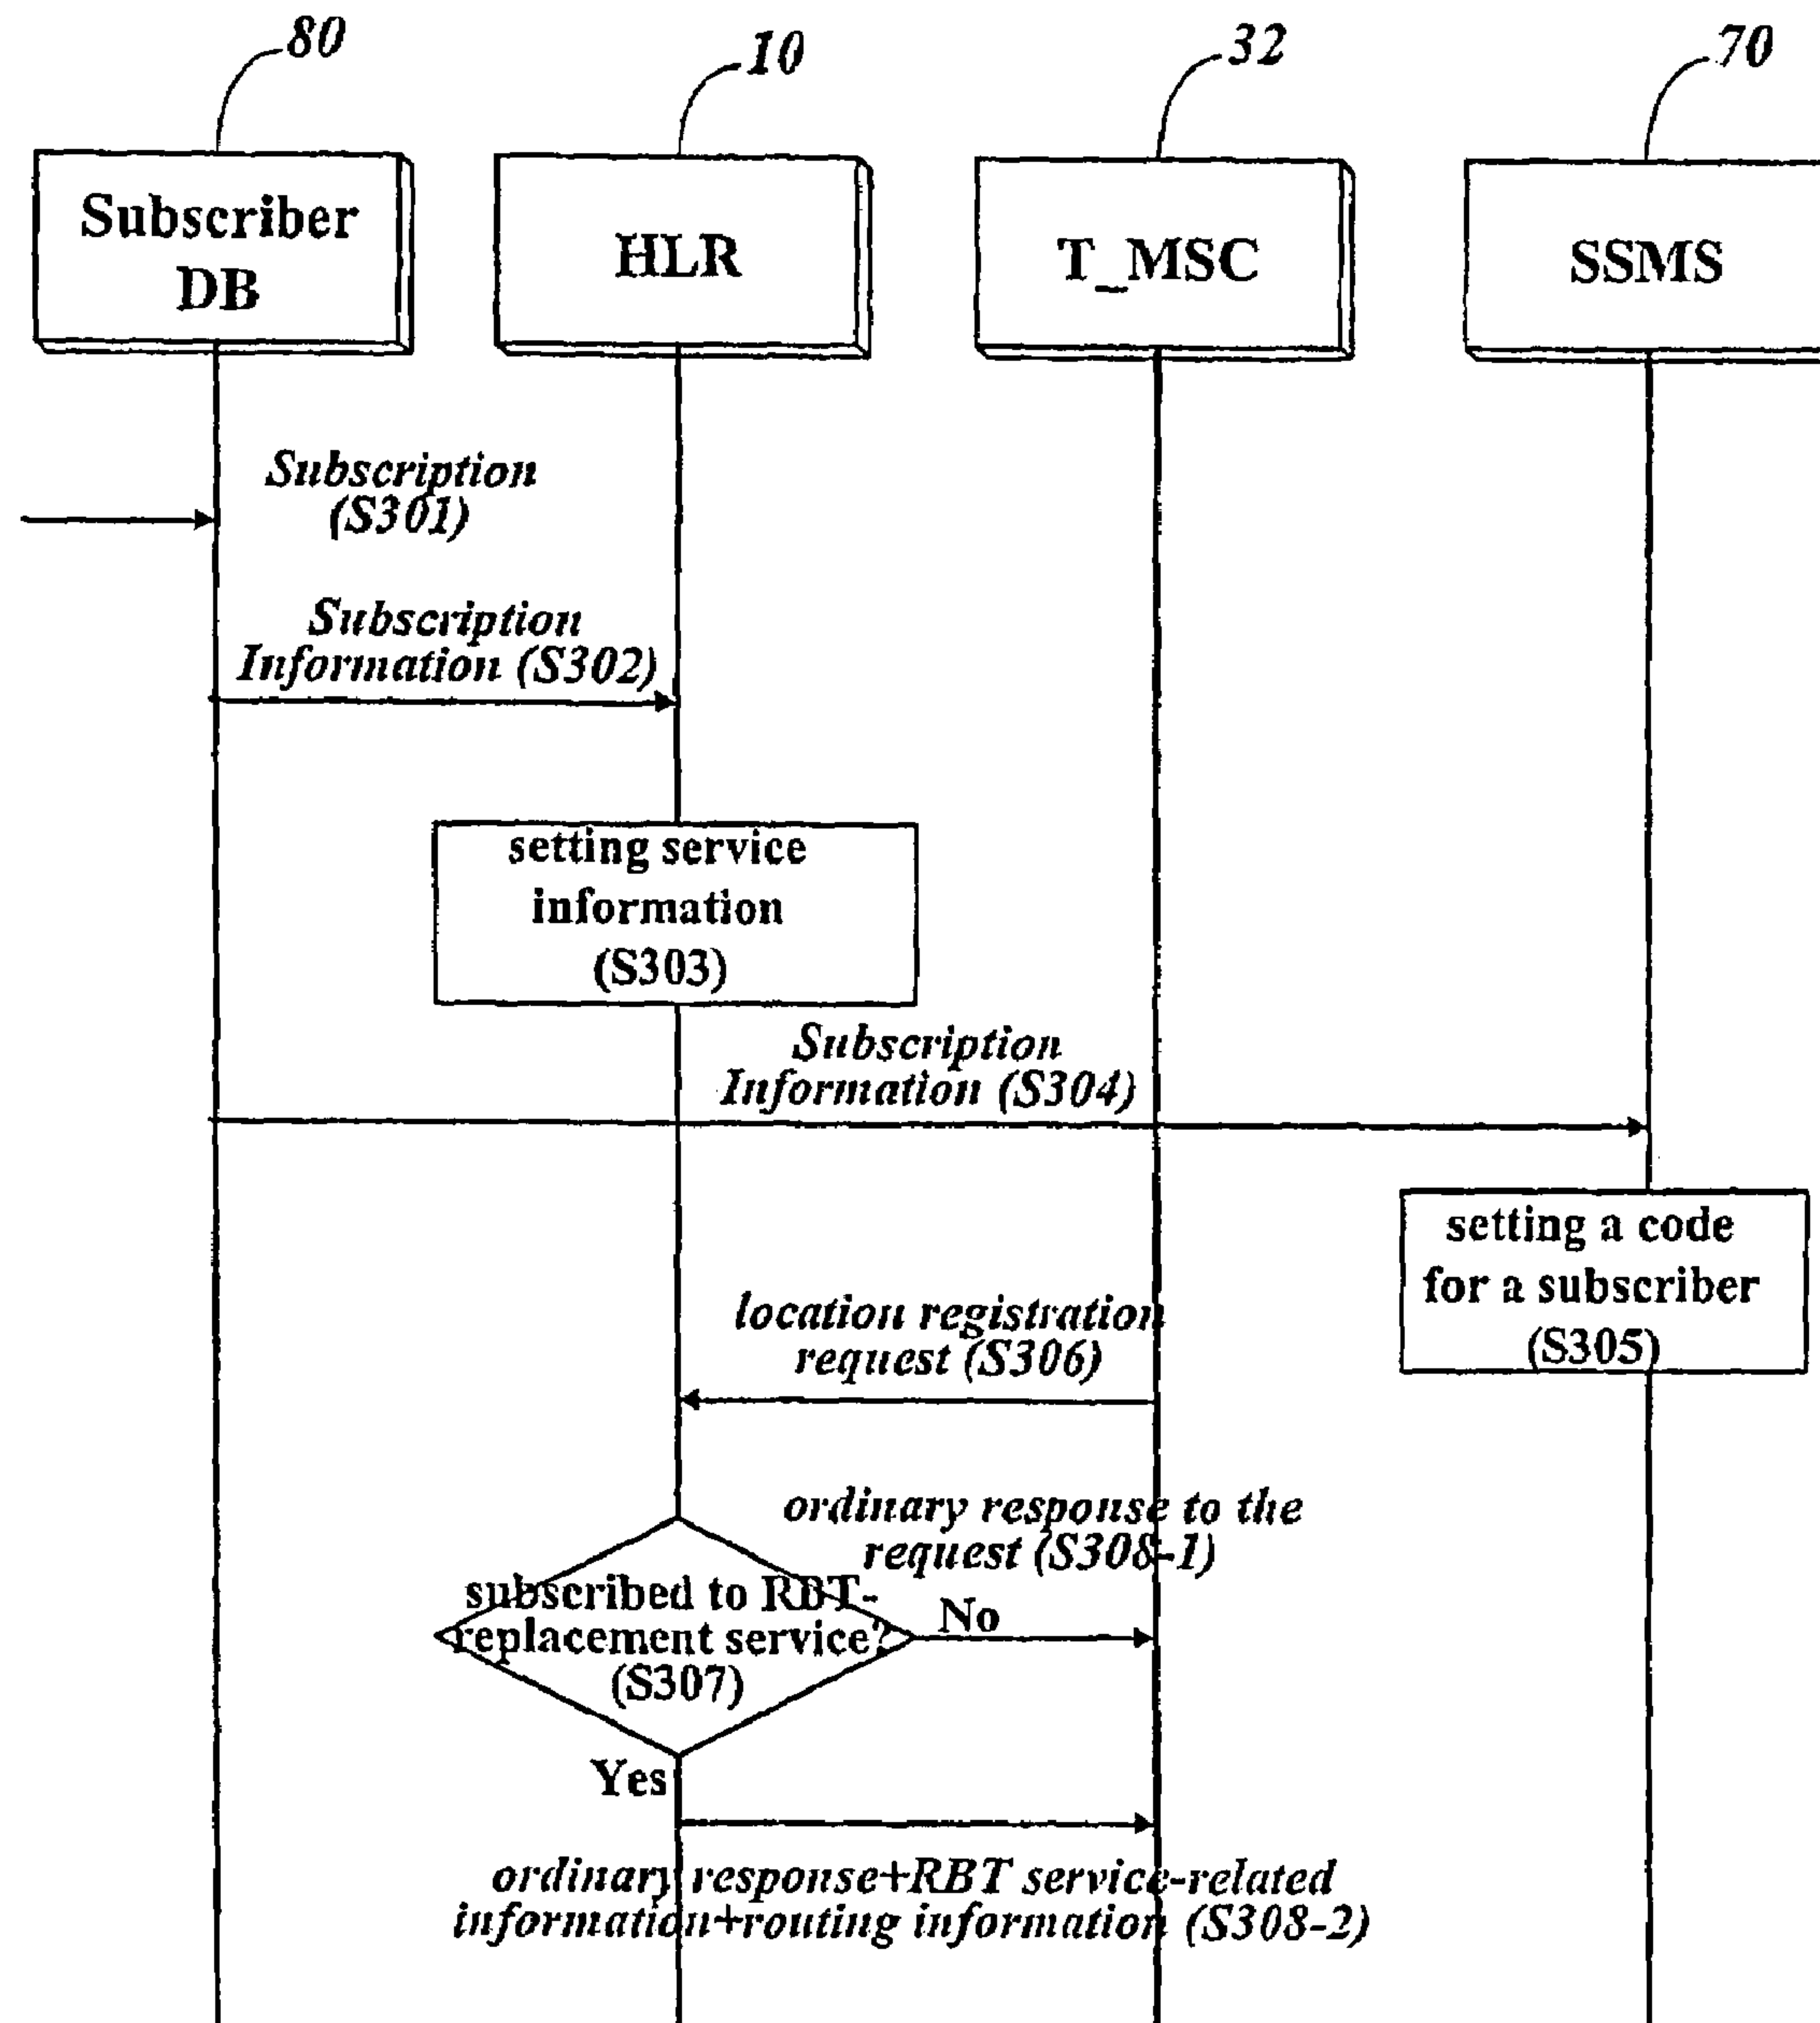 80
10
32
70
Subscriber
DB
HLR
T_MSC
SSMS
Subscription
(S301)
Subscription
Information (S302)
setting service
information
(S303)
Subscription
Information (S304)
setting a code
for a subscriber
(S305)
location registration
request (S306)
ordinary response to the
request (S308-1)
subscribed to RBT-
replacement service?
(S307)
No
Yes
ordinary response+RBT service-related
information+routing information (S308-2)